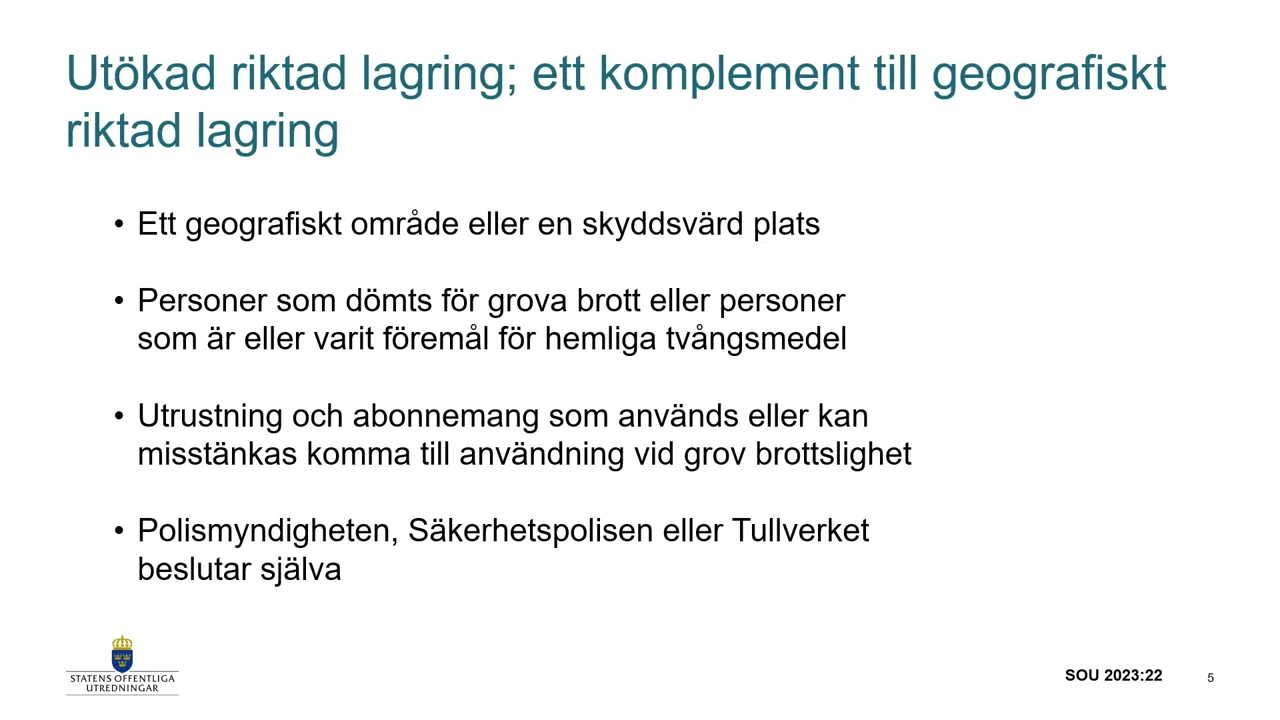 Utökad riktad lagring; ett komplement till geografiskt
riktad lagring
• Ett geografiskt område eller en skyddsvärd plats
• Personer som dömts för grova brott eller personer
som är eller varit föremål för hemliga tvångsmedel
• Utrustning och abonnemang som används eller kan
misstänkas komma till användning vid grov brottslighet
• Polismyndigheten, Säkerhetspolisen eller Tullverket
beslutar själva
STATENS OFFENTLIGA
UTREDNINGAR
SOU 2023:22
5